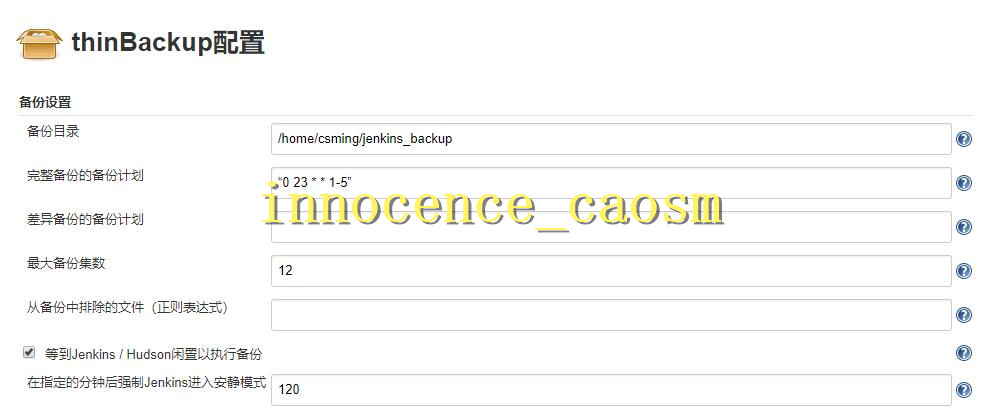 thinBackup配置
备份设置
备份目录
/home/csming/jenkins_backup
完整备份的备份计划
“0 23 * * 1-5”
innocence_caosm
差异备份的备份计划
最大备份集数
12
从备份中排除的文件（正则表达式）
等到Jenkins / Hudson闲置以执行备份
在指定的分钟后强制Jenkins进入安静模式
120